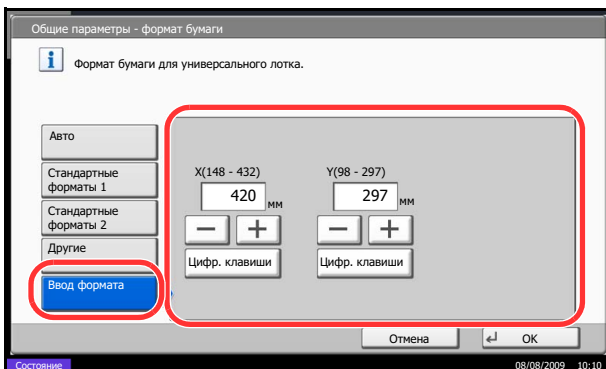 Общие параметры - формат бумаги
Формат бумаги для универсального лотка.
Авто
Стандартные
форматы 1
Стандартные
форматы 2
Другие
Ввод формата
X(148 - 432)
420 мм
Цифр. клавиши
Y(98 - 297)
297 мм
Цифр. клавиши
Отмена
OK
Состояние
08/08/2009 10:10